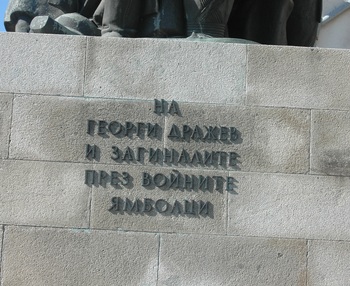 НА
ГЕОРГИ ДРАЖЕВ
И ЗАГИНАЛИТЕ
ПРЕЗ ВОЙНИТЕ
ЯМБОЛЦИ